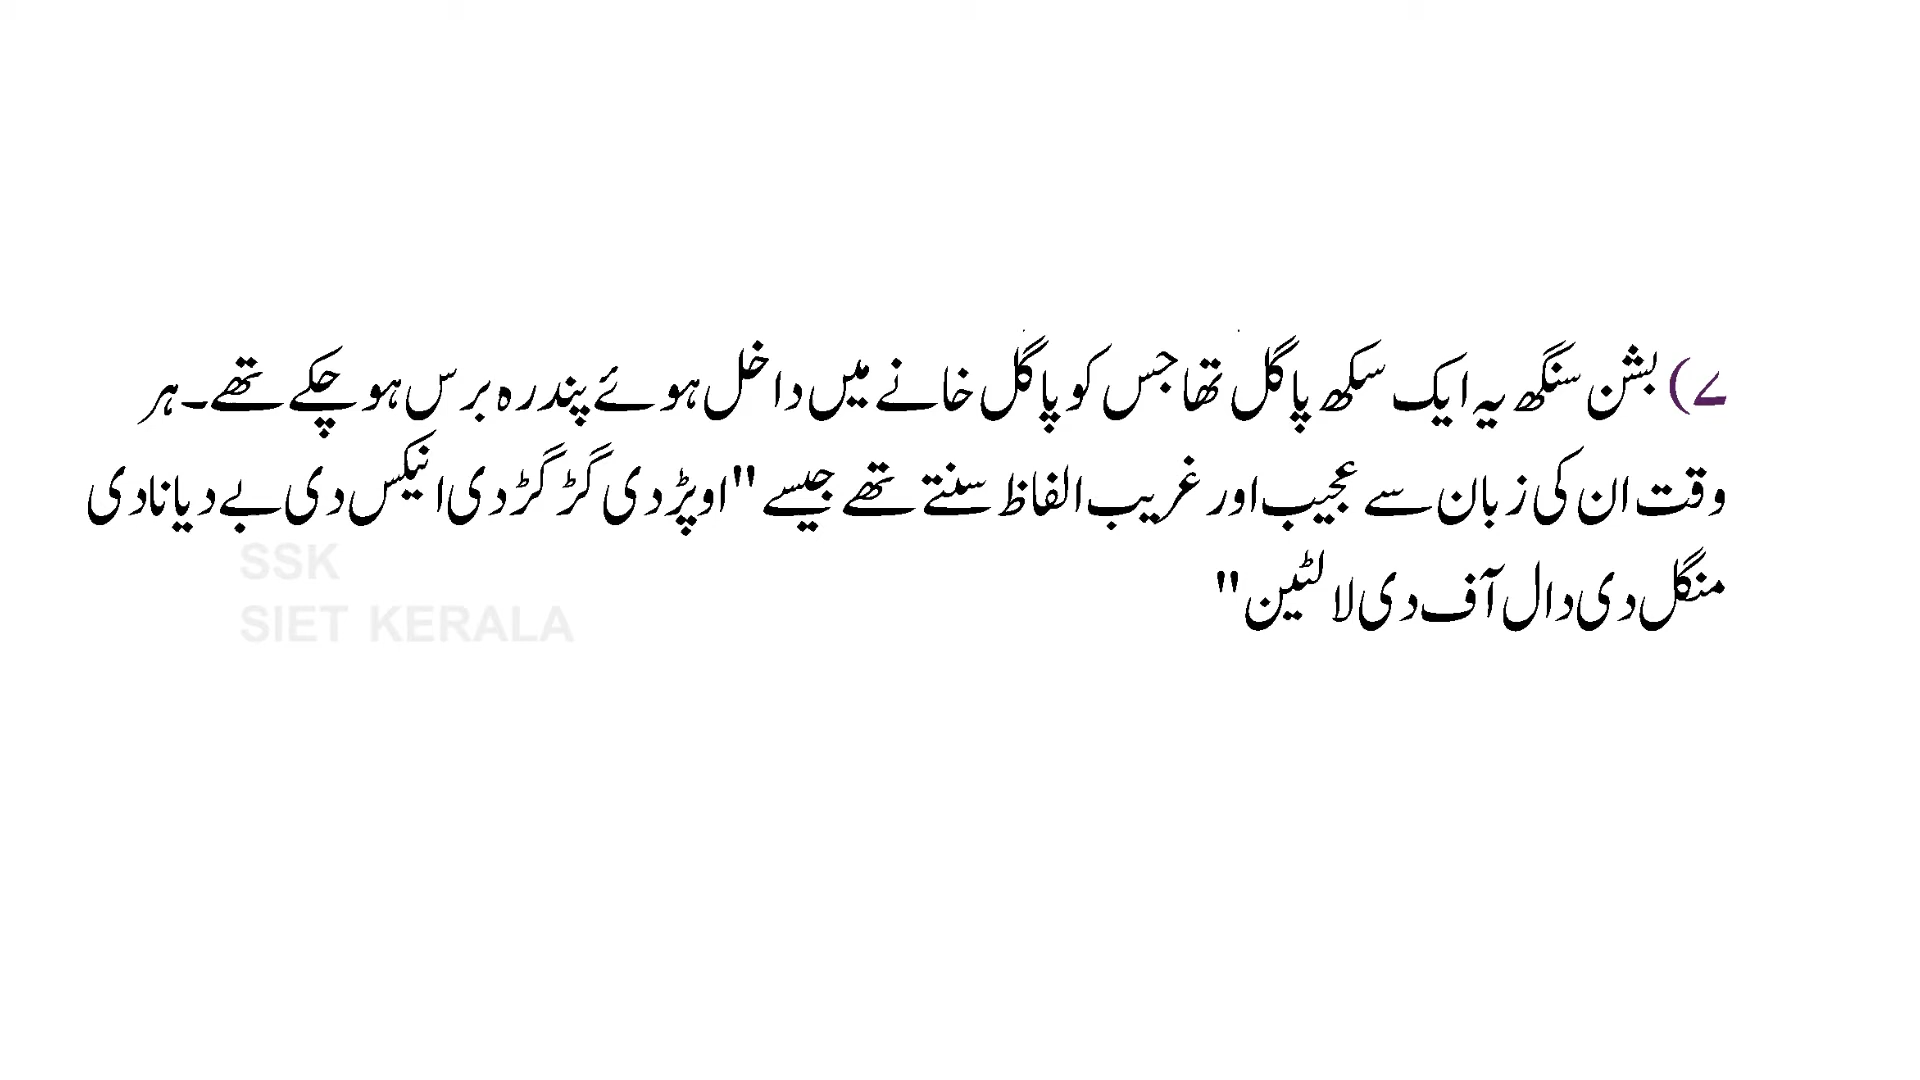 ۷) بشن سنگھ یہ ایک سکھ پاگل تھا جس کو پاگل خانے میں داخل ہوئے پندرہ برس ہو چکے تھے۔ ہر
وقت ان کی زبان سے عجیب اور غریب الفاظ سنتے تھے جیسے "اوپڑ دی گڑ گڑ دی انیکس دی بے دیانا دی
منگل دی دال آف دی لالٹین"
SSK
SIET KERALA